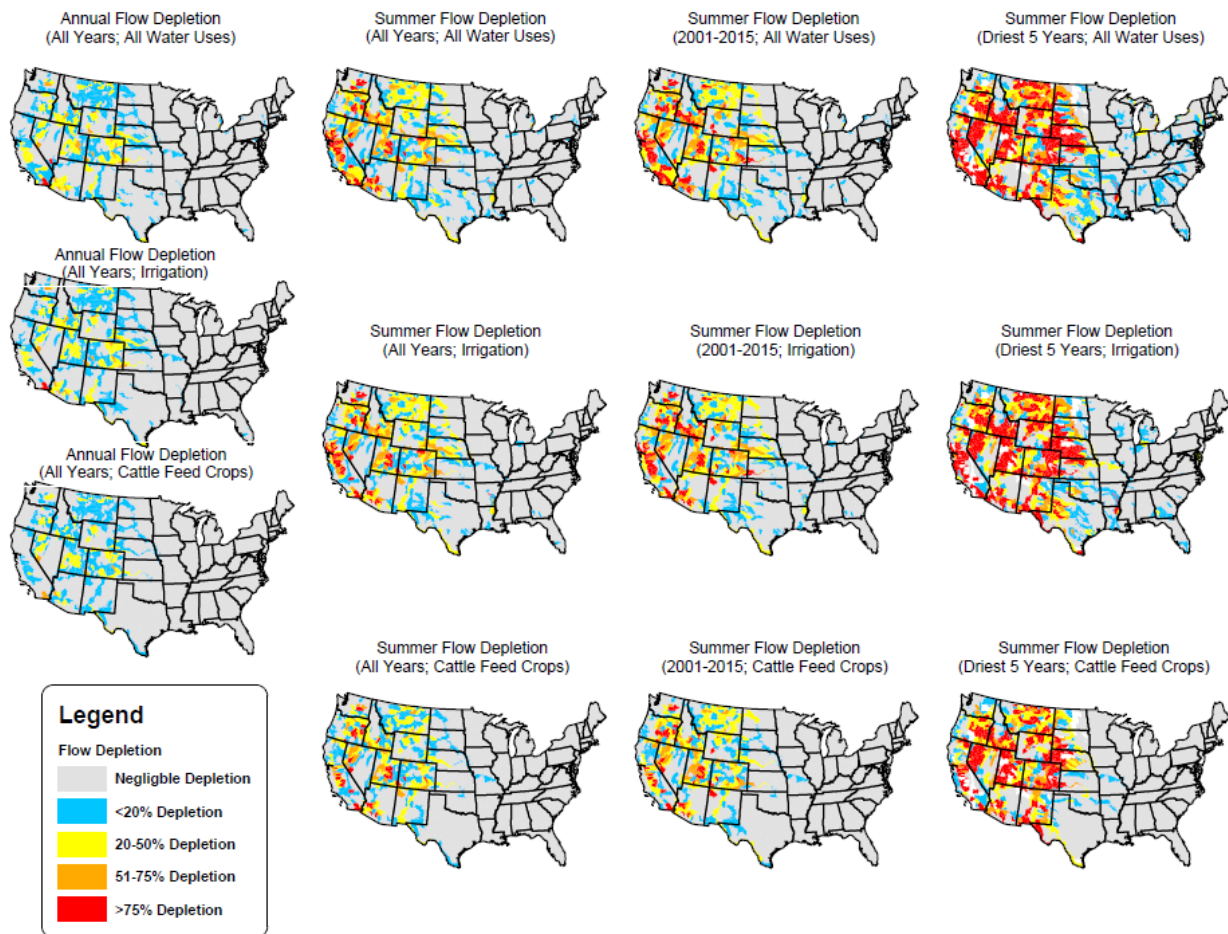 Annual Flow Depletion
(All Years; All Water Uses)
Summer Flow Depletion
(All Years; All Water Uses)
Summer Flow Depletion
(2001-2015; All Water Uses)
Summer Flow Depletion
(Driest 5 Years; All Water Uses)
Annual Flow Depletion
(All Years; Irrigation)
Summer Flow Depletion
(All Years; Irrigation)
Summer Flow Depletion
(2001-2015; Irrigation)
Summer Flow Depletion
(Driest 5 Years; Irrigation)
Annual Flow Depletion
(All Years; Cattle Feed Crops)
Summer Flow Depletion
(All Years; Cattle Feed Crops)
Summer Flow Depletion
(2001-2015; Cattle Feed Crops)
Summer Flow Depletion
(Driest 5 Years; Cattle Feed Crops)
Legend
Flow Depletion
Negligble Depletion
<20% Depletion
20-50% Depletion
51-75% Depletion
>75% Depletion